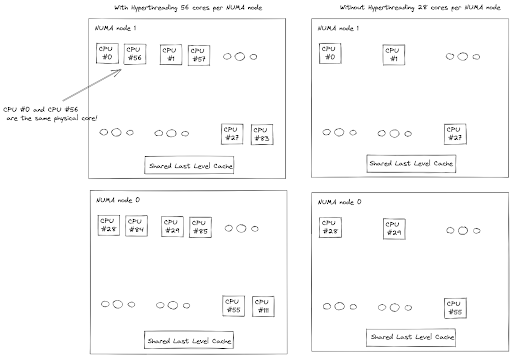 With Hyperthreading 56 cores per NUMA node
Without Hyperthreading 28 cores per NUMA node
NUMA node 1
CPU #0
CPU #56
CPU #1
CPU #57
CPU #0 and CPU #56
are the same physical core!
CPU #27
CPU #83
Shared Last Level Cache
NUMA node 1
CPU #0
CPU #1
CPU #27
Shared Last Level Cache
NUMA node 0
CPU #28
CPU #84
CPU #29
CPU #85
CPU #55
CPU #111
Shared Last Level Cache
NUMA node 0
CPU #28
CPU #29
CPU #55
Shared Last Level Cache